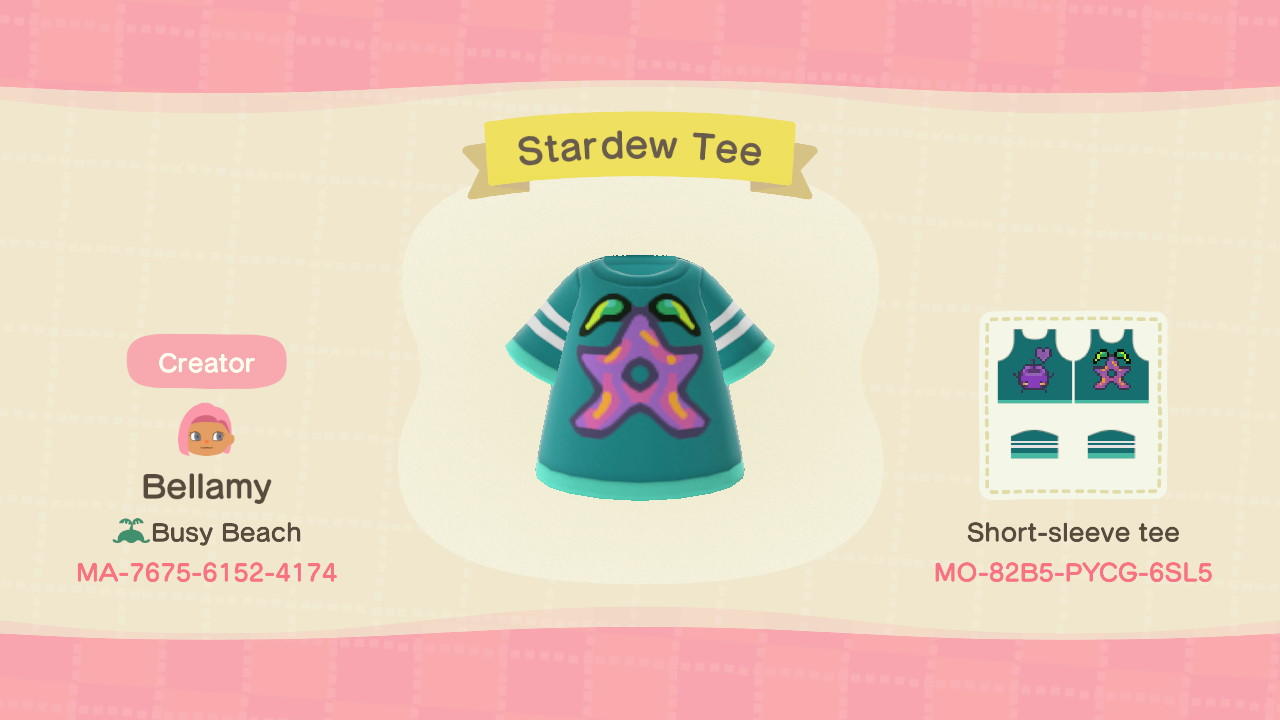 Stardew Tee
Creator
Bellamy
Busy Beach
MA-7675-6152-4174
Short-sleeve tee
MO-82B5-PYCG-6SL5